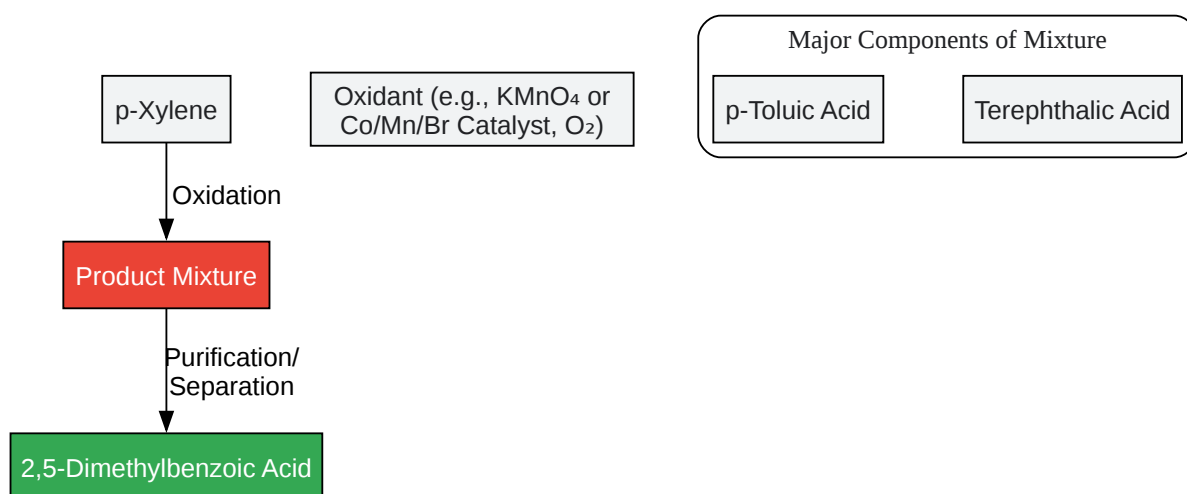 Major Components of Mixture
p-Xylene
Oxidant (e.g., KMnO₄ or
Co/Mn/Br Catalyst, O₂)
p-Toluic Acid
Terephthalic Acid
Oxidation
Product Mixture
Purification/
Separation
2,5-Dimethylbenzoic Acid